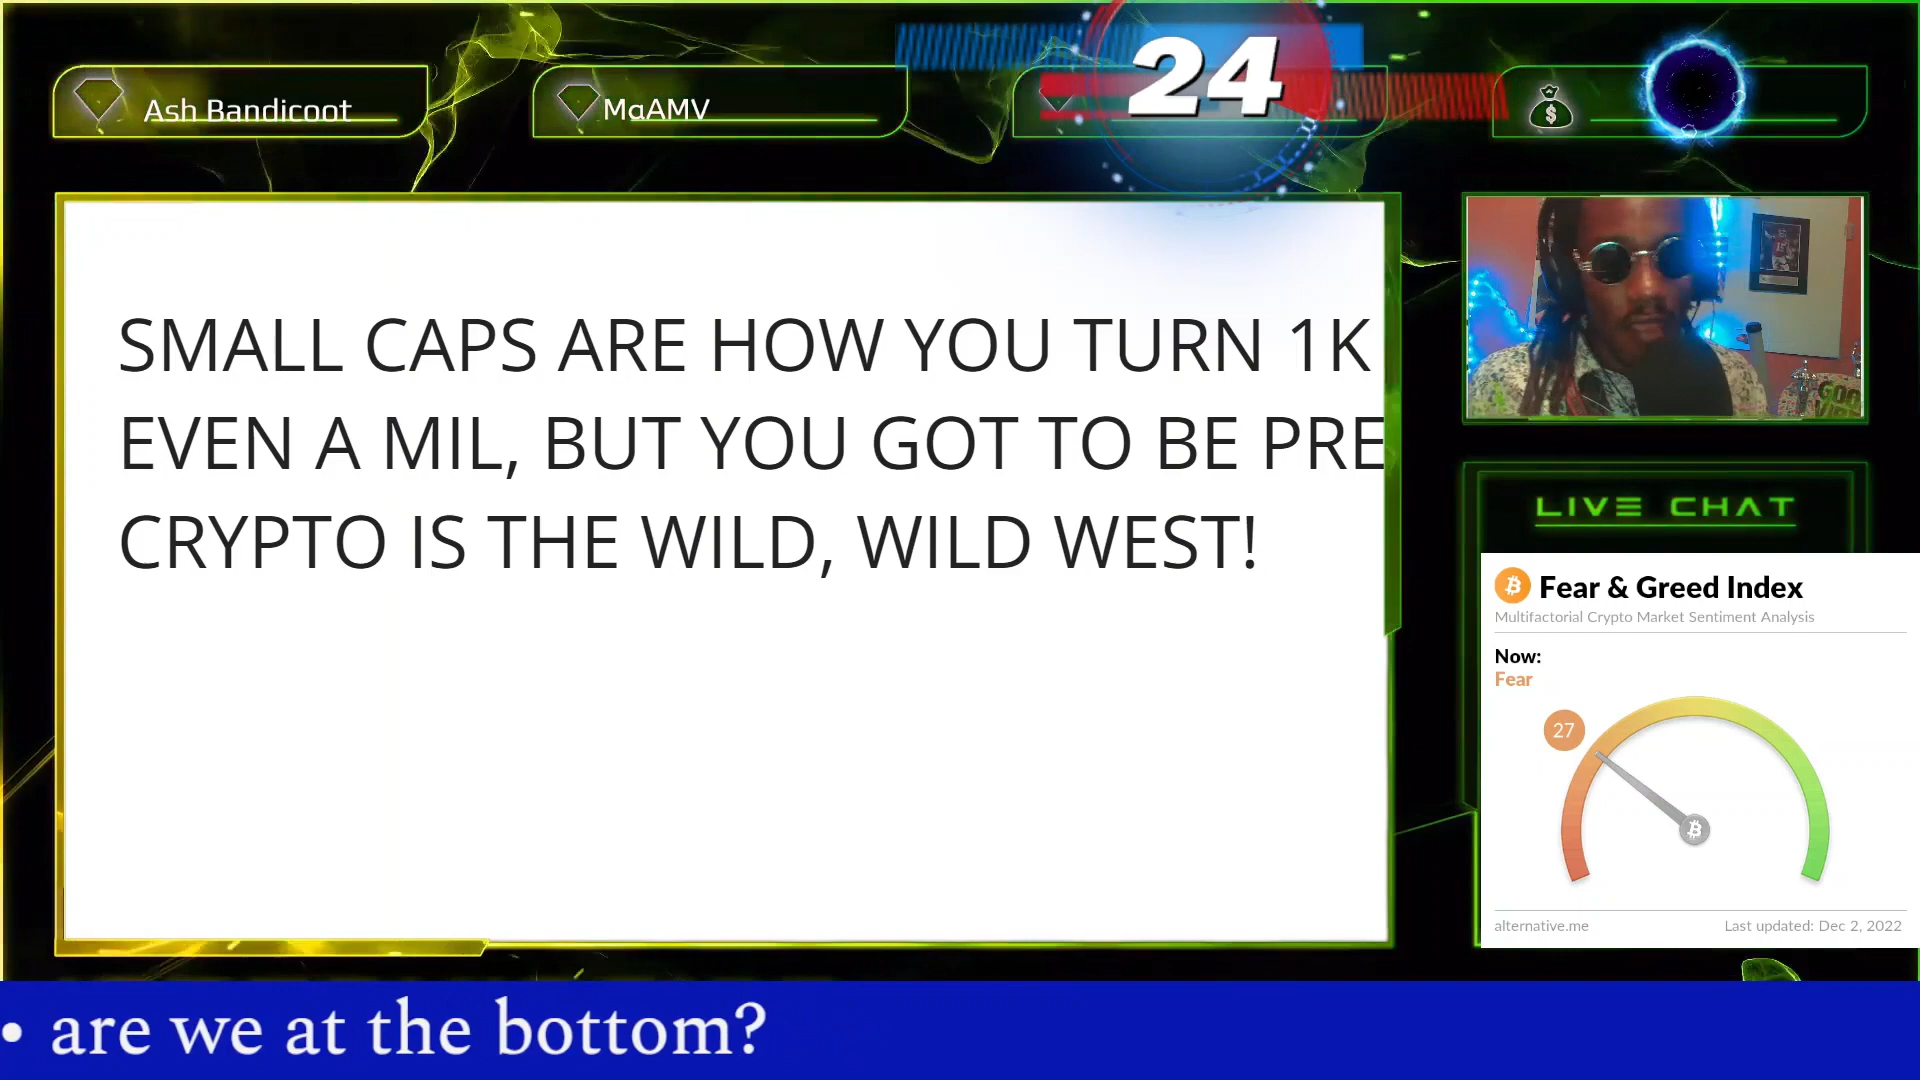 Ash Bandicoot
MaAMV
24
SMALL CAPS ARE HOW YOU TURN 1K
EVEN A MIL, BUT YOU GOT TO BE PRE
CRYPTO IS THE WILD, WILD WEST!
LIVE CHAT
Fear & Greed Index
Multifactorial Crypto Market Sentiment Analysis
Now:
Fear
27
alternative.me
Last updated: Dec 2, 2022
• are we at the bottom?